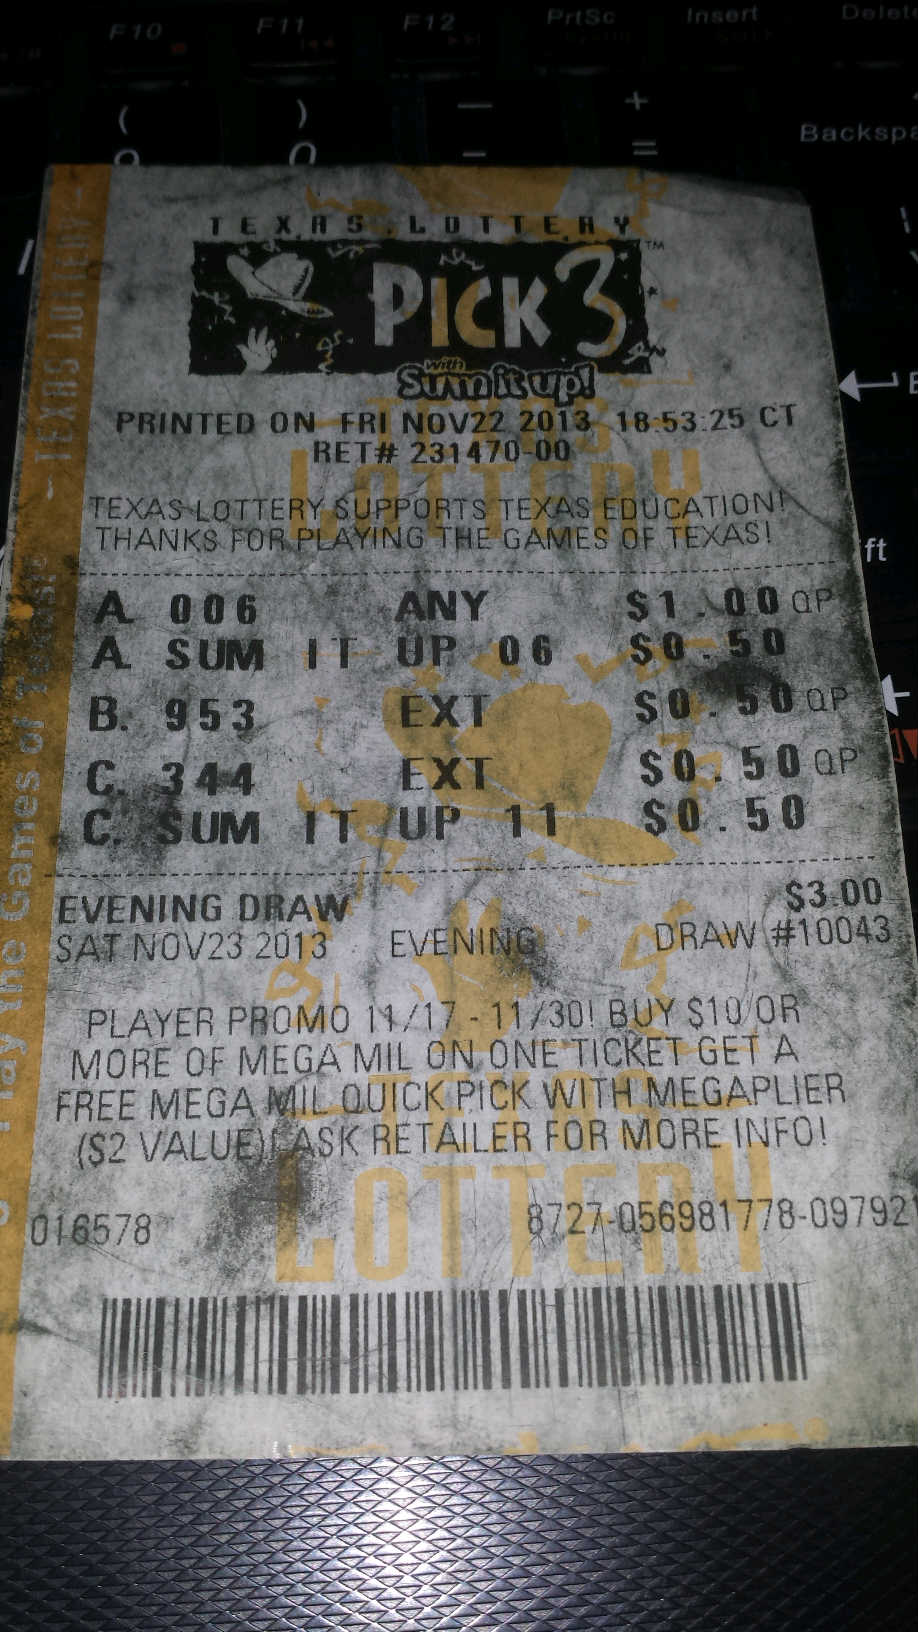 F10 F11 F12 PrtSc Insert Delete
( ) — +
9 0 - = Backspa
TEXAS LOTTERY
PICK 3 ™
with
Sum it up!
PRINTED ON FRI NOV22 2013 18:53:25 CT
RET# 231470-00
TEXAS LOTTERY SUPPORTS TEXAS EDUCATION!
THANKS FOR PLAYING THE GAMES OF TEXAS!
A. 006 ANY $1.00 QP
A. SUM IT UP 06 $0.50
B. 953 EXT $0.50 QP
C. 344 EXT $0.50 QP
C. SUM IT UP 11 $0.50
$3.00
EVENING DRAW
SAT NOV23 2013 EVENING DRAW #10043
PLAYER PROMO 11/17 - 11/30! BUY $10 OR
MORE OF MEGA MIL ON ONE TICKET GET A
FREE MEGA MIL QUICK PICK WITH MEGAPLIER
($2 VALUE)! ASK RETAILER FOR MORE INFO!
016578 8727-056981778-097921
TEXAS LOTTERY
TEXAS LOTTERY
LOTTERY
- TEXAS LOTTERY -
Play the Games of Texas!
ft